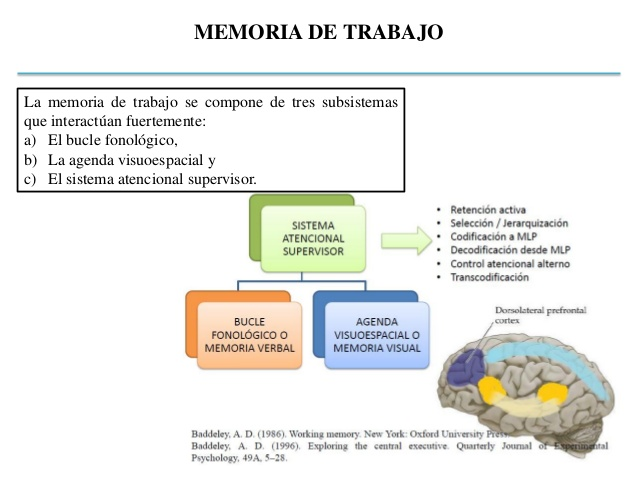 MEMORIA DE TRABAJO
La memoria de trabajo se compone de tres subsistemas
que interactúan fuertemente:
a) El bucle fonológico,
b) La agenda visuoespacial y
c) El sistema atencional supervisor.
SISTEMA
ATENCIONAL
SUPERVISOR
• Retención activa
• Selección / Jerarquización
• Codificación a MLP
• Decodificación desde MLP
• Control atencional alterno
• Transcodificación
BUCLE
FONOLÓGICO O
MEMORIA VERBAL
AGENDA
VISUOESPACIAL O
MEMORIA VISUAL
Dorsolateral prefrontal
cortex
Baddeley, A. D. (1986). Working memory. New York: Oxford University Press.
Baddeley, A. D. (1996). Exploring the central executive. Quarterly Journal of Experimental
Psychology, 49A, 5–28.